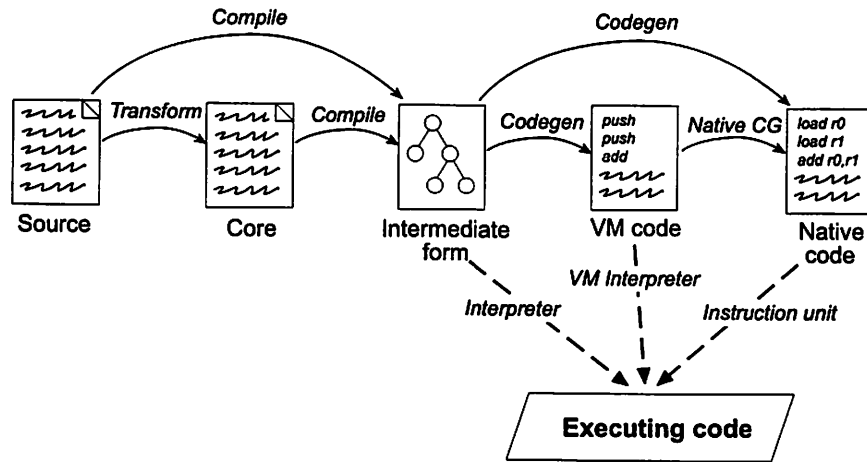 Compile
Codegen
Transform
Compile
Codegen
Native CG
push
push
add
load r0
load r1
add r0,r1
Source
Core
Intermediate
form
VM code
Native
code
Interpreter
VM Interpreter
Instruction unit
Executing code